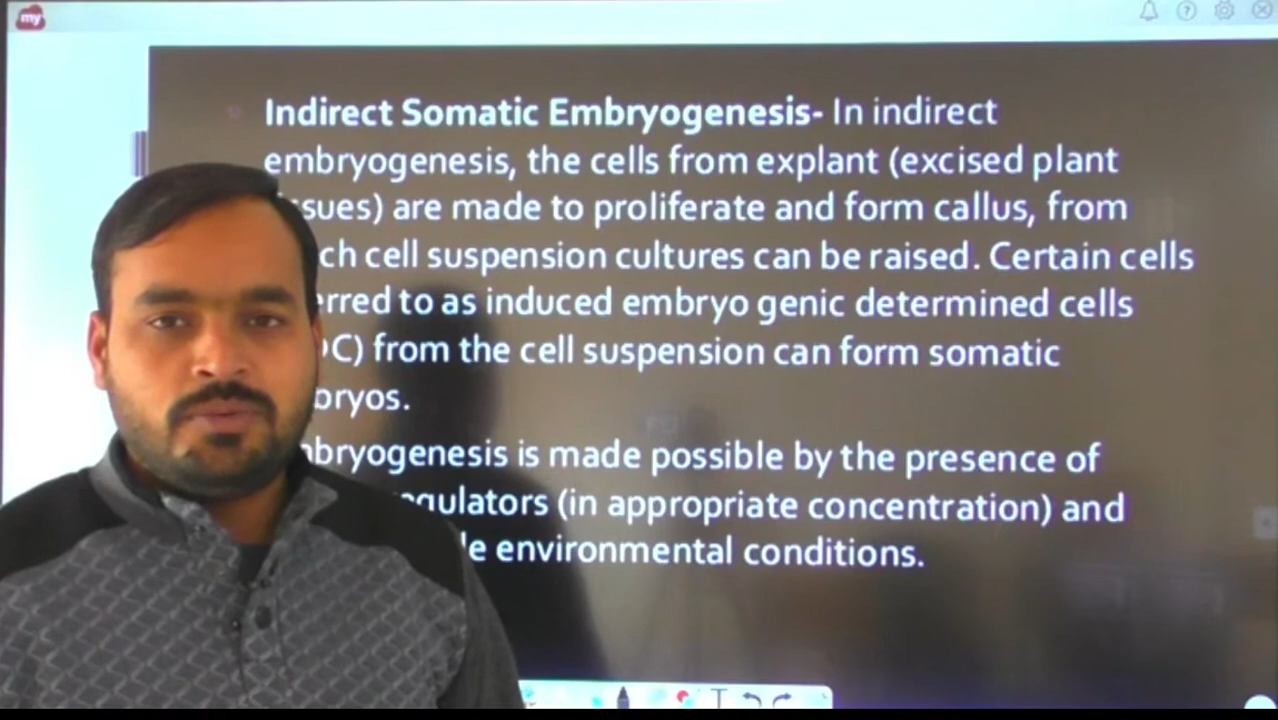 my
Indirect Somatic Embryogenesis- In indirect
embryogenesis, the cells from explant (excised plant
sues) are made to proliferate and form callus, from
ch cell suspension cultures can be raised. Certain cells
erred to as induced embryo genic determined cells
C) from the cell suspension can form somatic
bryos.
bryogenesis is made possible by the presence of
gulators (in appropriate concentration) and
le environmental conditions.